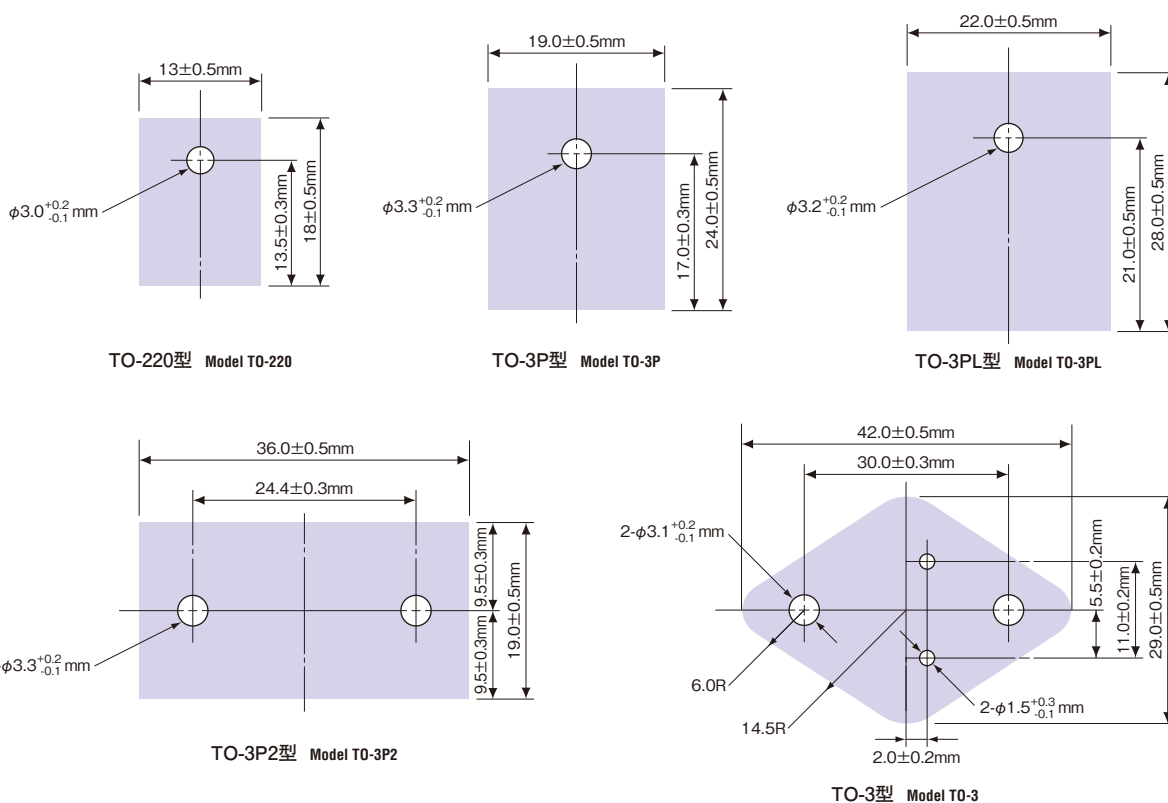 13±0.5mm
φ3.0+0.2-0.1mm
13.5±0.3mm
18±0.5mm
TO-220型 Model TO-220
19.0±0.5mm
φ3.3+0.2-0.1mm
17.0±0.3mm
24.0±0.5mm
TO-3P型 Model TO-3P
22.0±0.5mm
φ3.2+0.2-0.1mm
21.0±0.5mm
28.0±0.5mm
TO-3PL型 Model TO-3PL
36.0±0.5mm
24.4±0.3mm
-φ3.3+0.2-0.1mm
9.5±0.3mm
9.5±0.3mm
19.0±0.5mm
TO-3P2型 Model TO-3P2
42.0±0.5mm
30.0±0.3mm
2-φ3.1+0.2-0.1mm
6.0R
14.5R
2-φ1.5+0.3-0.1mm
2.0±0.2mm
5.5±0.2mm
11.0±0.2mm
29.0±0.5mm
TO-3型 Model TO-3